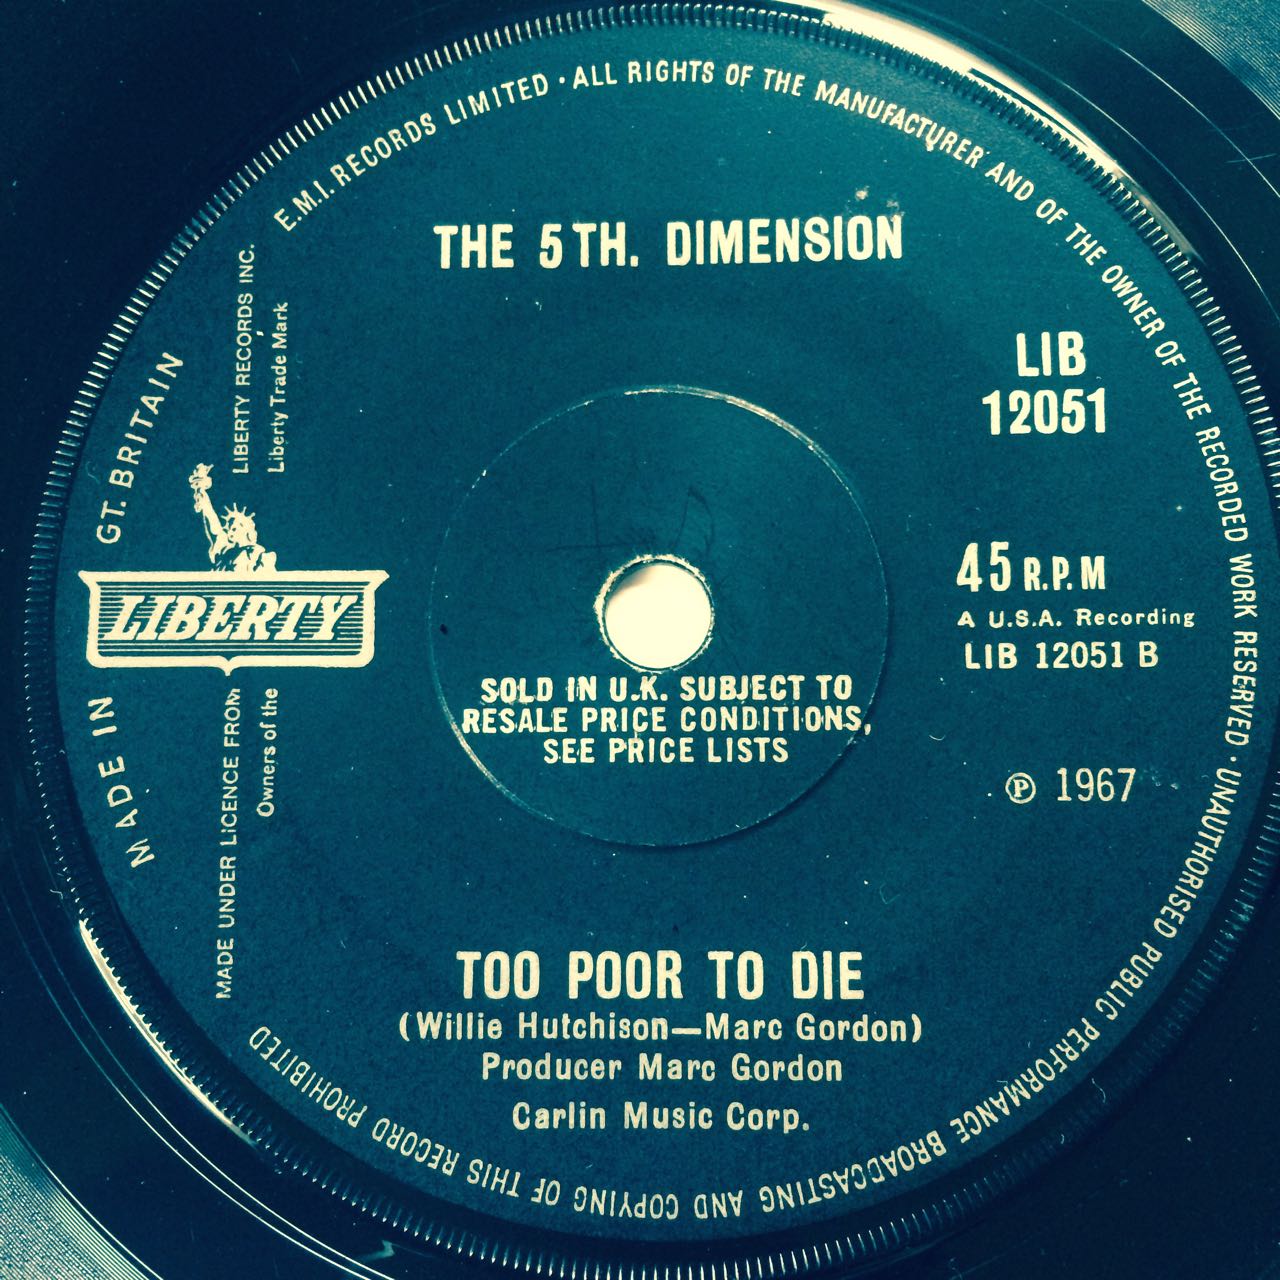 E.M.I. RECORDS LIMITED · ALL RIGHTS OF THE MANUFACTURER AND OF THE OWNER OF THE RECORDED WORK RESERVED · UNAUTHORISED PUBLIC PERFORMANCE BROADCASTING AND COPYING OF THIS RECORD PROHIBITED
MADE IN GT. BRITAIN
THE 5TH. DIMENSION
LIB
12051
MADE UNDER LICENCE FROM LIBERTY RECORDS INC.
Owners of the Liberty Trade Mark
LIBERTY
45 R.P.M
A U.S.A. Recording
LIB 12051 B
SOLD IN U.K. SUBJECT TO
RESALE PRICE CONDITIONS,
SEE PRICE LISTS
℗ 1967
TOO POOR TO DIE
(Willie Hutchison—Marc Gordon)
Producer Marc Gordon
Carlin Music Corp.